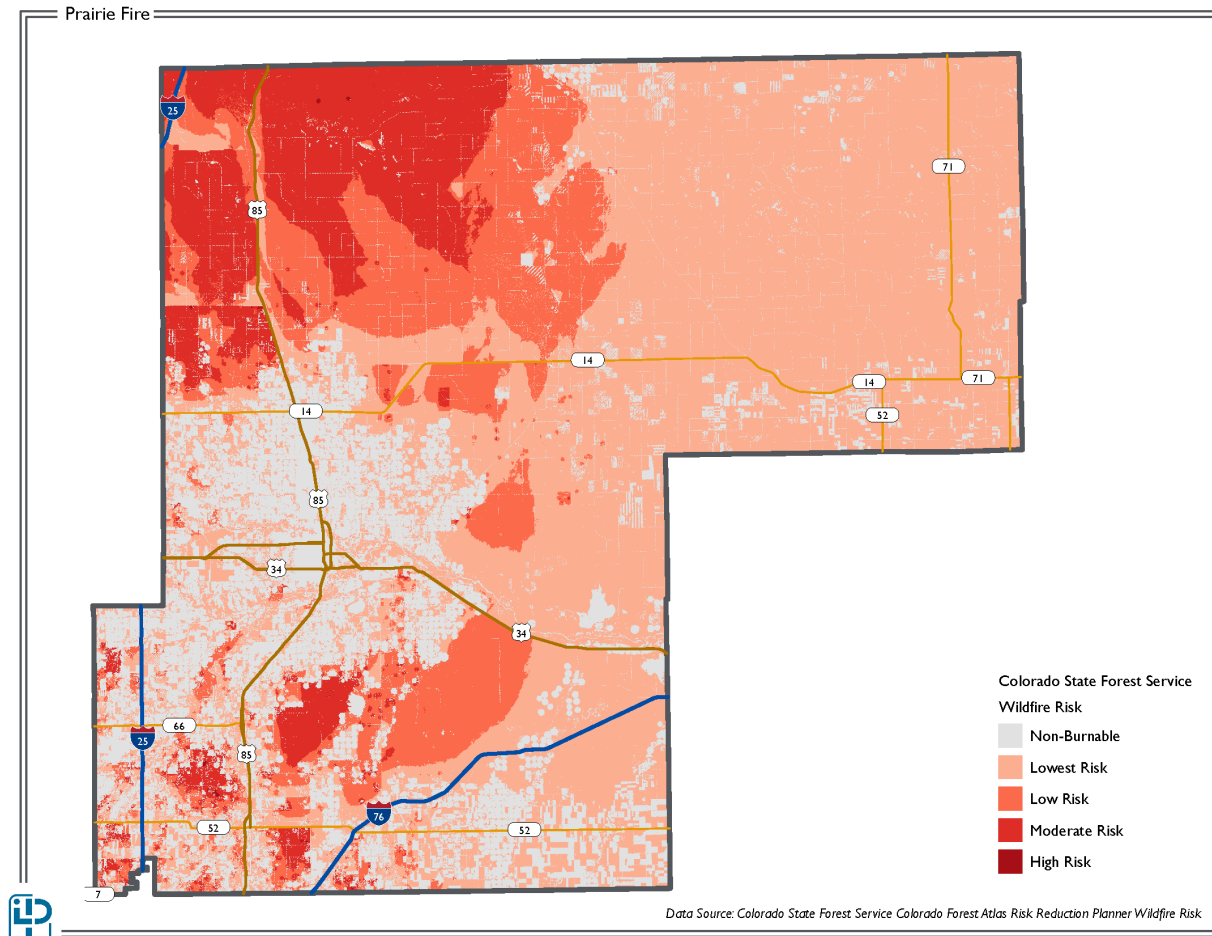 Prairie Fire
25
71
85
14
14
71
52
14
85
34
34
66
25
85
76
52
52
7
Colorado State Forest Service
Wildfire Risk
Non-Burnable
Lowest Risk
Low Risk
Moderate Risk
High Risk
Data Source: Colorado State Forest Service Colorado Forest Atlas Risk Reduction Planner Wildfire Risk